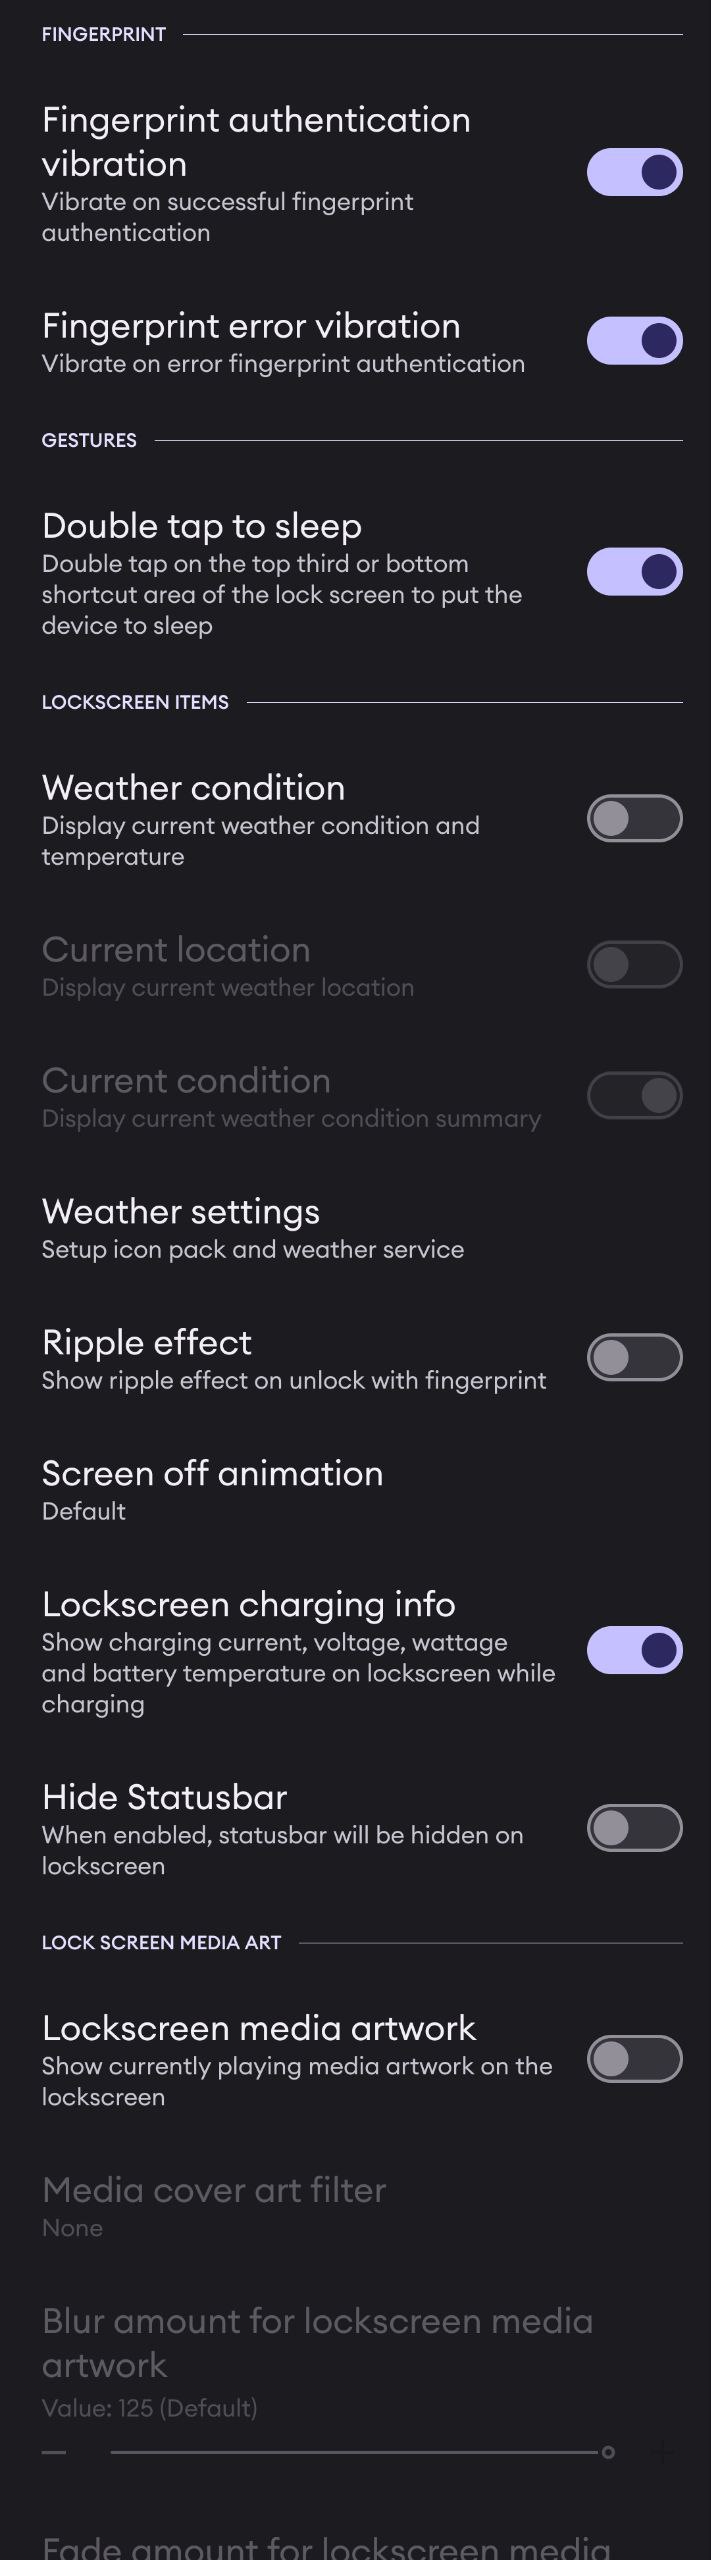 FINGERPRINT
Fingerprint authentication
vibration
Vibrate on successful fingerprint
authentication
Fingerprint error vibration
Vibrate on error fingerprint authentication
GESTURES
Double tap to sleep
Double tap on the top third or bottom
shortcut area of the lock screen to put the
device to sleep
LOCKSCREEN ITEMS
Weather condition
Display current weather condition and
temperature
Current location
Display current weather location
Current condition
Display current weather condition summary
Weather settings
Setup icon pack and weather service
Ripple effect
Show ripple effect on unlock with fingerprint
Screen off animation
Default
Lockscreen charging info
Show charging current, voltage, wattage
and battery temperature on lockscreen while
charging
Hide Statusbar
When enabled, statusbar will be hidden on
lockscreen
LOCK SCREEN MEDIA ART
Lockscreen media artwork
Show currently playing media artwork on the
lockscreen
Media cover art filter
None
Blur amount for lockscreen media
artwork
Value: 125 (Default)
Fade amount for lockscreen media